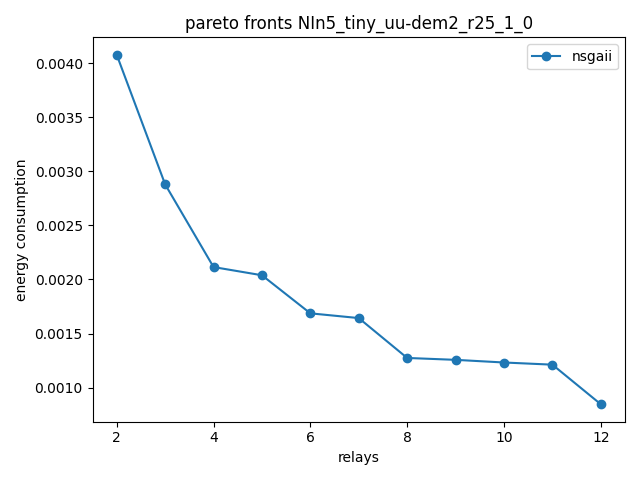 pareto fronts NIn5_tiny_uu-dem2_r25_1_0
nsgaii
0.0040
0.0035
0.0030
0.0025
0.0020
0.0015
0.0010
energy consumption
2 4 6 8 10 12
relays